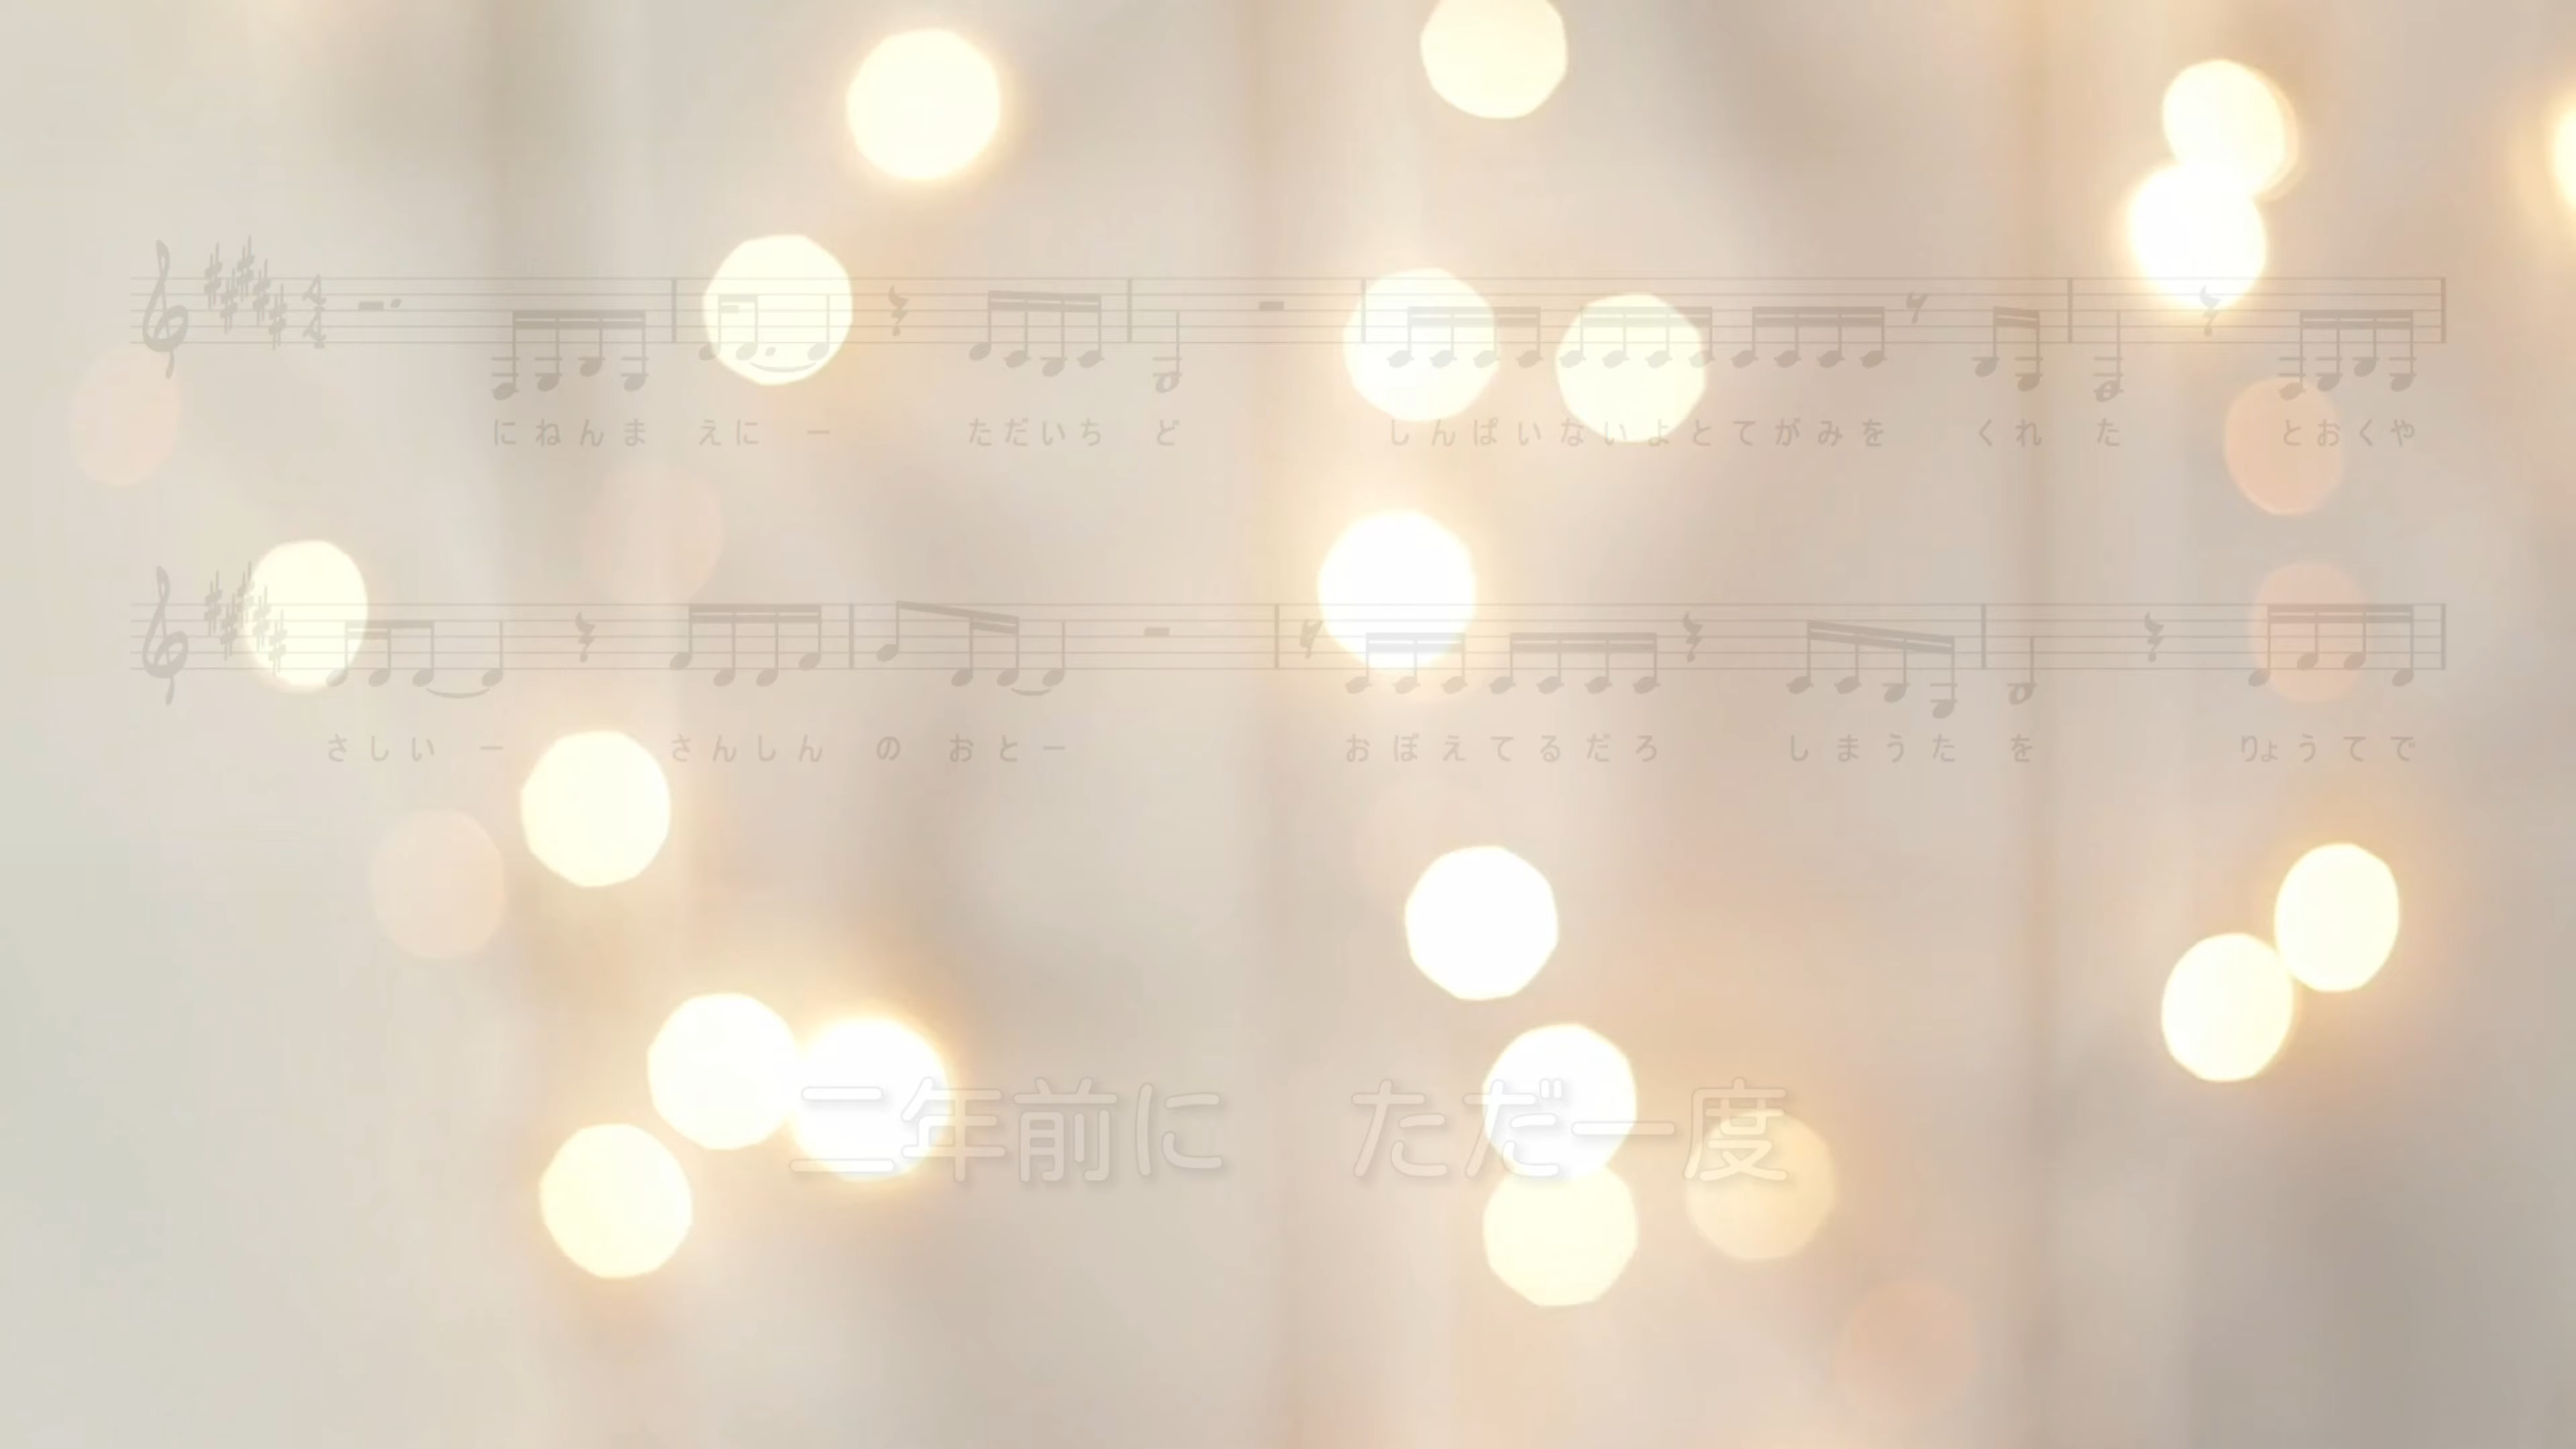 にねんま えに ー ただいち ど しんぱいないよとてがみを くれ た とおくや
さしい ー さんしん の おとー おぼえてるだろ しまうた を りょうてで
二年前に ただ一度